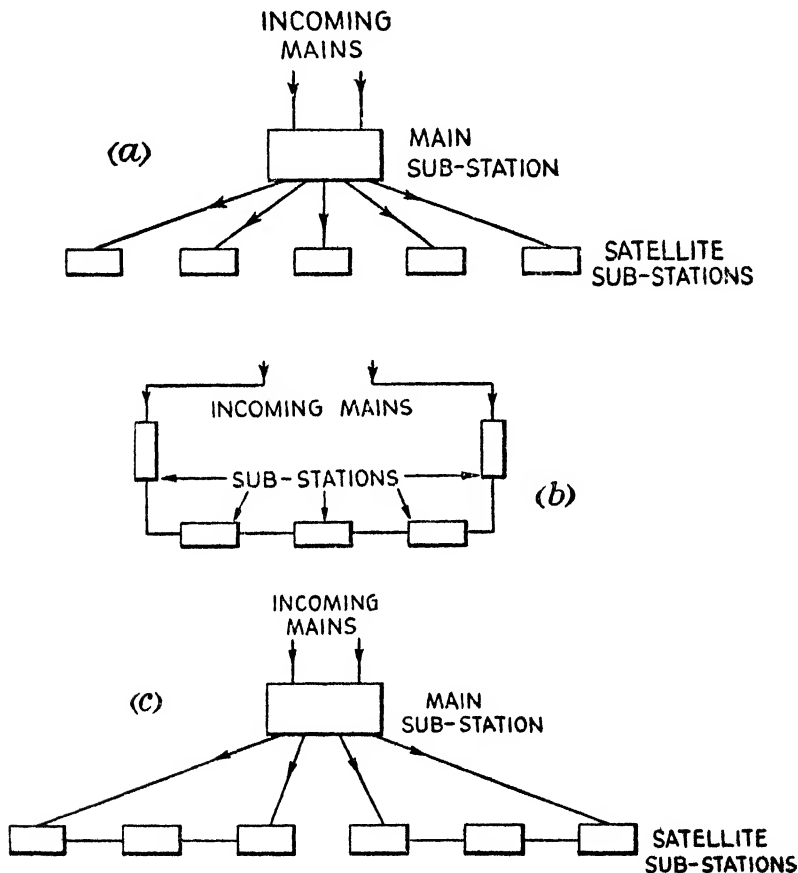 INCOMING
MAINS
(a)
MAIN
SUB-STATION
SATELLITE
SUB-STATIONS
INCOMING MAINS
SUB-STATIONS
(b)
INCOMING
MAINS
(c)
MAIN
SUB-STATION
SATELLITE
SUB-STATIONS